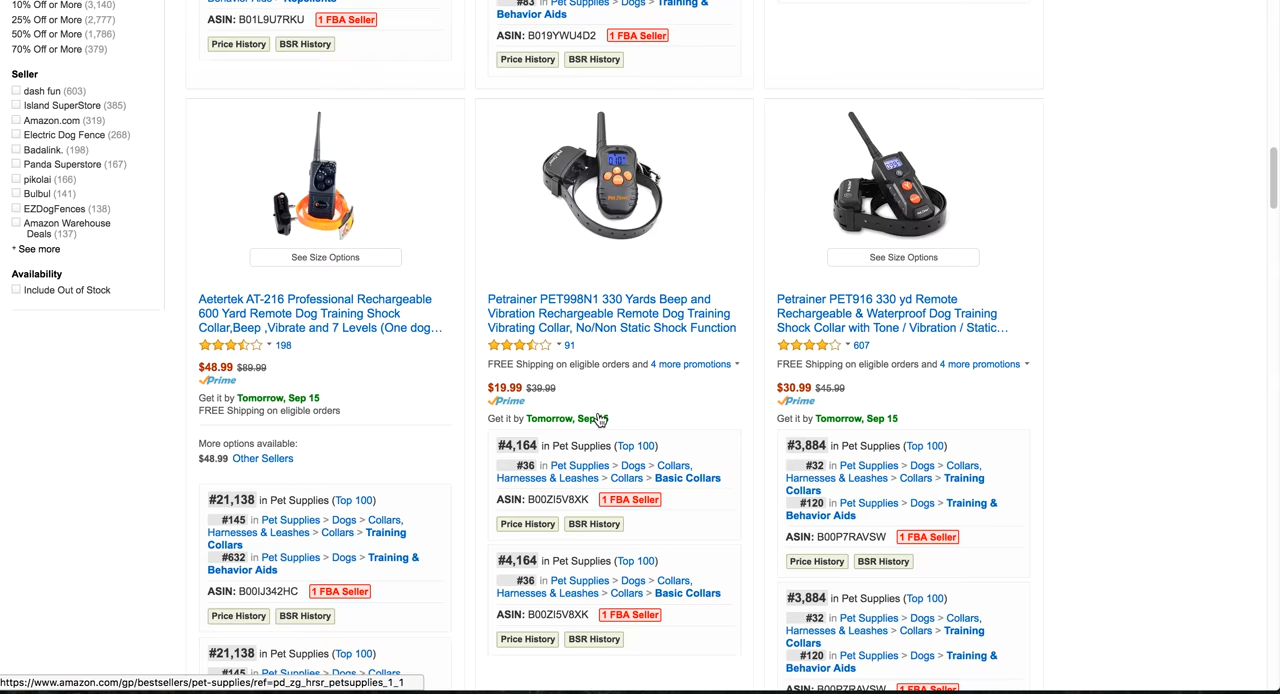 10% Off or More (3,140)
25% Off or More (2,777)
50% Off or More (1,786)
70% Off or More (379)
Seller
dash fun (603)
Island SuperStore (385)
Amazon.com (319)
Electric Dog Fence (268)
Badalink. (198)
Panda Superstore (167)
pikolai (166)
Bulbul (141)
EZDogFences (138)
Amazon Warehouse
Deals (137)
+ See more
Availability
Include Out of Stock
Behavior Aids > Repellents
ASIN: B01L9U7RKU 1 FBA Seller
Price History BSR History
#83 in Pet Supplies > Dogs > Training &
Behavior Aids
ASIN: B019YWU4D2 1 FBA Seller
Price History BSR History
See Size Options
Aetertek AT-216 Professional Rechargeable
600 Yard Remote Dog Training Shock
Collar,Beep ,Vibrate and 7 Levels (One dog…
198
$48.99 $89.99
Prime
Get it by Tomorrow, Sep 15
FREE Shipping on eligible orders
More options available:
$48.99 Other Sellers
#21,138 in Pet Supplies (Top 100)
#145 in Pet Supplies > Dogs > Collars,
Harnesses & Leashes > Collars > Training
Collars
#632 in Pet Supplies > Dogs > Training &
Behavior Aids
ASIN: B00IJ342HC 1 FBA Seller
Price History BSR History
#21,138 in Pet Supplies (Top 100)
#145 in Pet Supplies > Dogs > Collars,
Petrainer PET998N1 330 Yards Beep and
Vibration Rechargeable Remote Dog Training
Vibrating Collar, No/Non Static Shock Function
91
FREE Shipping on eligible orders and 4 more promotions
$19.99 $39.99
Prime
Get it by Tomorrow, Sep 15
#4,164 in Pet Supplies (Top 100)
#36 in Pet Supplies > Dogs > Collars,
Harnesses & Leashes > Collars > Basic Collars
ASIN: B00ZI5V8XK 1 FBA Seller
Price History BSR History
#4,164 in Pet Supplies (Top 100)
#36 in Pet Supplies > Dogs > Collars,
Harnesses & Leashes > Collars > Basic Collars
ASIN: B00ZI5V8XK 1 FBA Seller
Price History BSR History
See Size Options
Petrainer PET916 330 yd Remote
Rechargeable & Waterproof Dog Training
Shock Collar with Tone / Vibration / Static…
607
FREE Shipping on eligible orders and 4 more promotions
$30.99 $45.99
Prime
Get it by Tomorrow, Sep 15
#3,884 in Pet Supplies (Top 100)
#32 in Pet Supplies > Dogs > Collars,
Harnesses & Leashes > Collars > Training
Collars
#120 in Pet Supplies > Dogs > Training &
Behavior Aids
ASIN: B00P7RAVSW 1 FBA Seller
Price History BSR History
#3,884 in Pet Supplies (Top 100)
#32 in Pet Supplies > Dogs > Collars,
Harnesses & Leashes > Collars > Training
Collars
#120 in Pet Supplies > Dogs > Training &
Behavior Aids
ASIN: B00P7RAVSW 1 FBA Seller
https://www.amazon.com/gp/bestsellers/pet-supplies/ref=pd_zg_hrsr_petsupplies_1_1